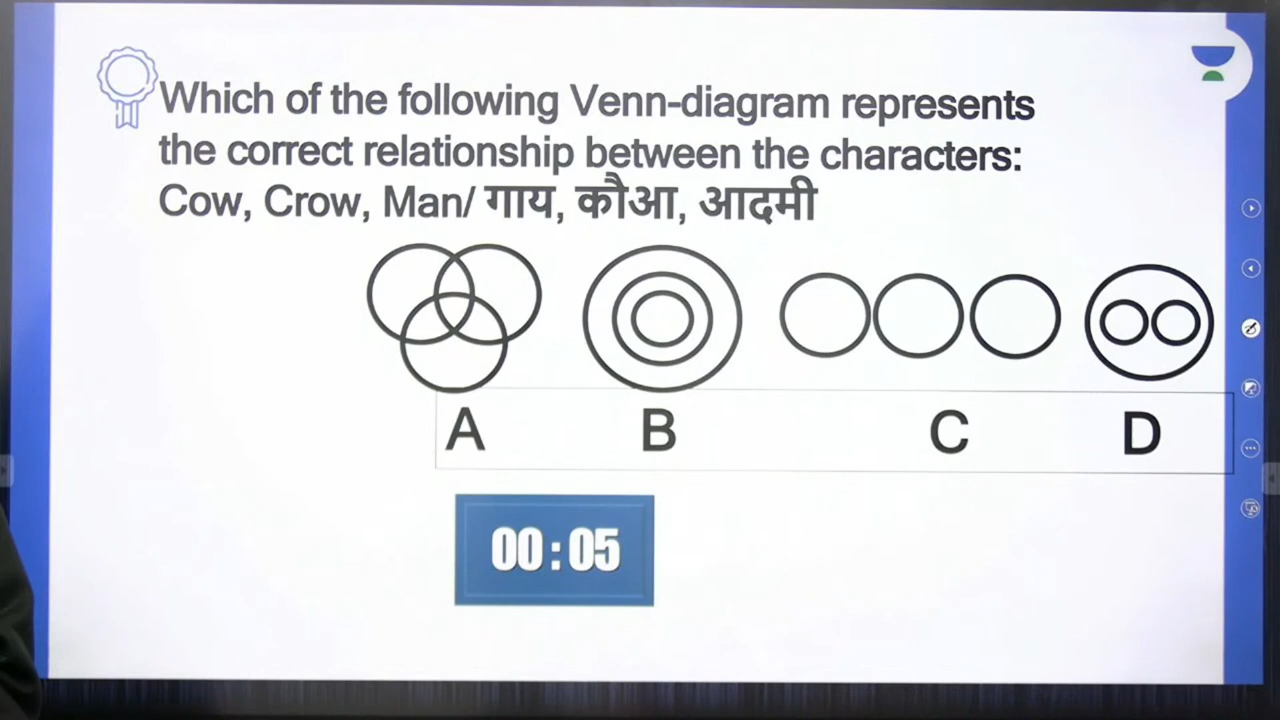 Which of the following Venn-diagram represents
the correct relationship between the characters:
Cow, Crow, Man/ गाय, कौआ, आदमी
A B C D
00:05